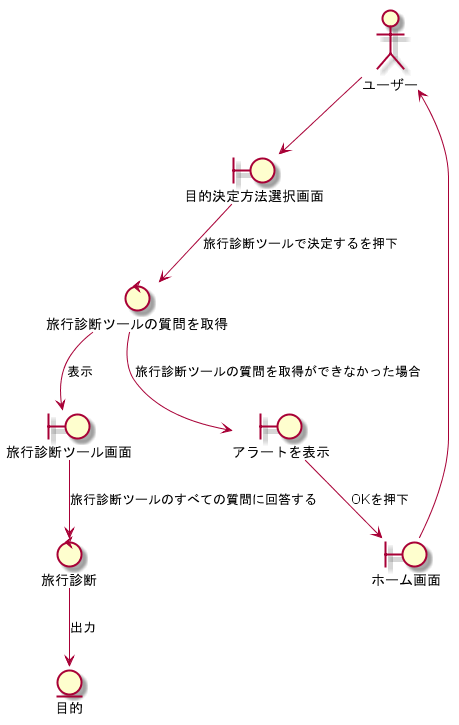 ユーザー
目的決定方法選択画面
旅行診断ツールで決定するを押下
旅行診断ツールの質問を取得
表示
旅行診断ツールの質問を取得ができなかった場合
旅行診断ツール画面
アラートを表示
旅行診断ツールのすべての質問に回答する
OKを押下
旅行診断
ホーム画面
出力
目的